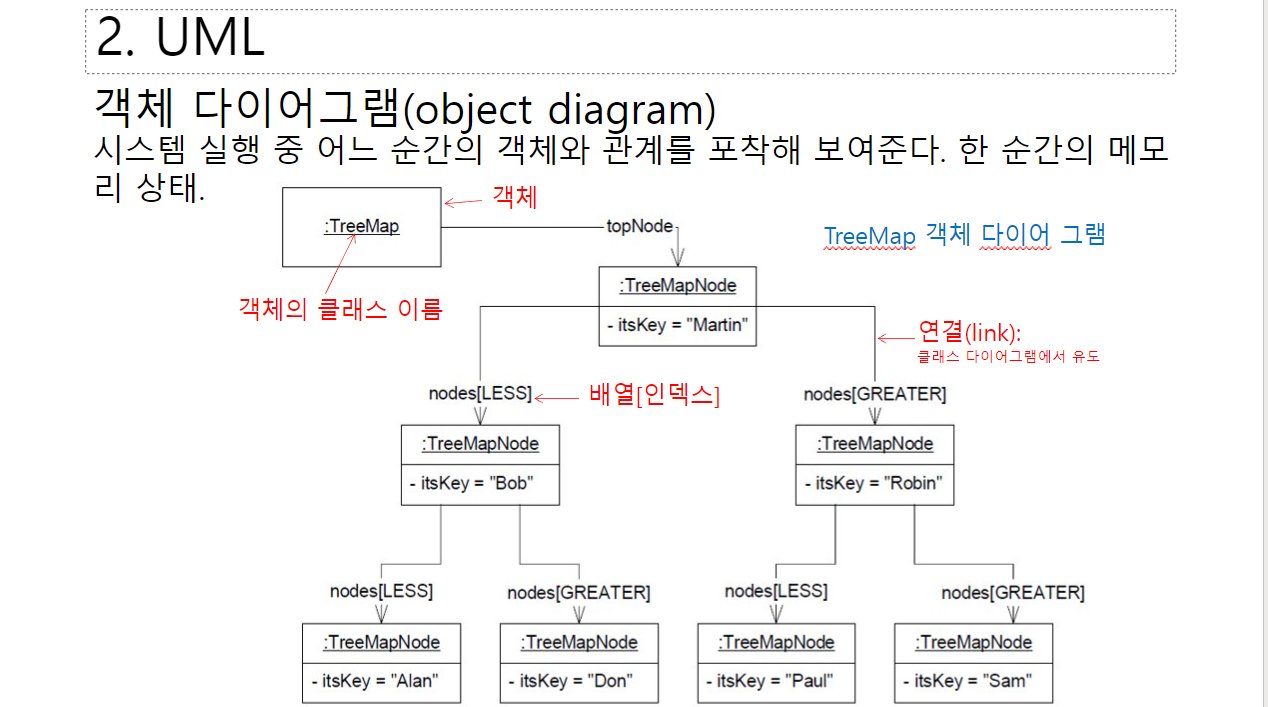 2. UML
객체 다이어그램(object diagram)
시스템 실행 중 어느 순간의 객체와 관계를 포착해 보여준다. 한 순간의 메모
리 상태.
객체
:TreeMap
topNode
TreeMap 객체 다이어 그램
:TreeMapNode
객체의 클래스 이름
- itsKey = "Martin"
연결(link):
클래스 다이어그램에서 유도
nodes[LESS]
배열[인덱스]
nodes[GREATER]
:TreeMapNode
:TreeMapNode
- itsKey = "Bob"
- itsKey = "Robin"
nodes[LESS]
nodes[GREATER]
nodes[LESS]
nodes[GREATER]
:TreeMapNode
:TreeMapNode
:TreeMapNode
:TreeMapNode
- itsKey = "Alan"
- itsKey = "Don"
- itsKey = "Paul"
- itsKey = "Sam"